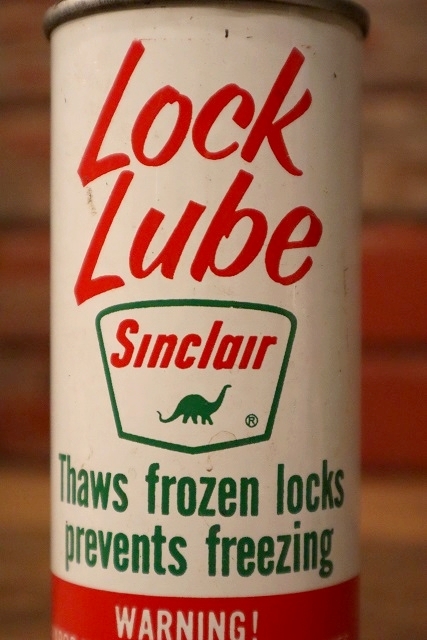 Lock
Lube
Sinclair
®
Thaws frozen locks
prevents freezing
WARNING!